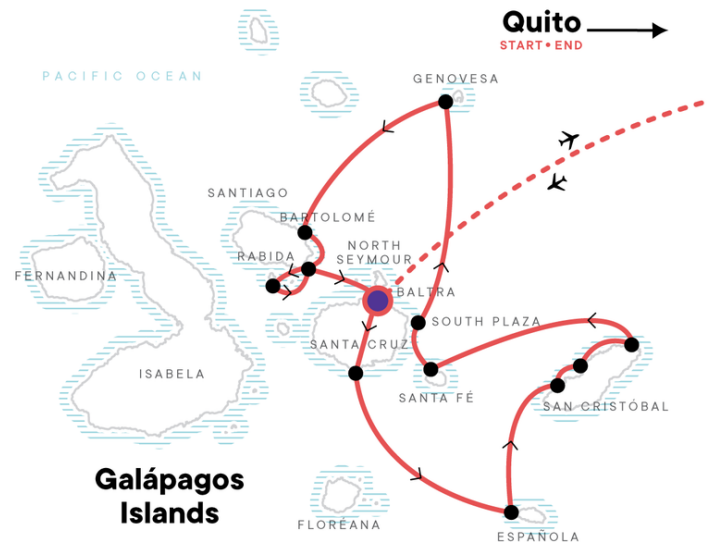 Quito
START • END
PACIFIC OCEAN
GENOVESA
SANTIAGO
BARTOLOMÉ
RABIDA
NORTH
SEYMOUR
FERNANDINA
BALTRA
SOUTH PLAZA
SANTA CRUZ
ISABELA
SANTA FÉ
SAN CRISTÓBAL
Galápagos
Islands
FLOREANA
ESPAÑOLA